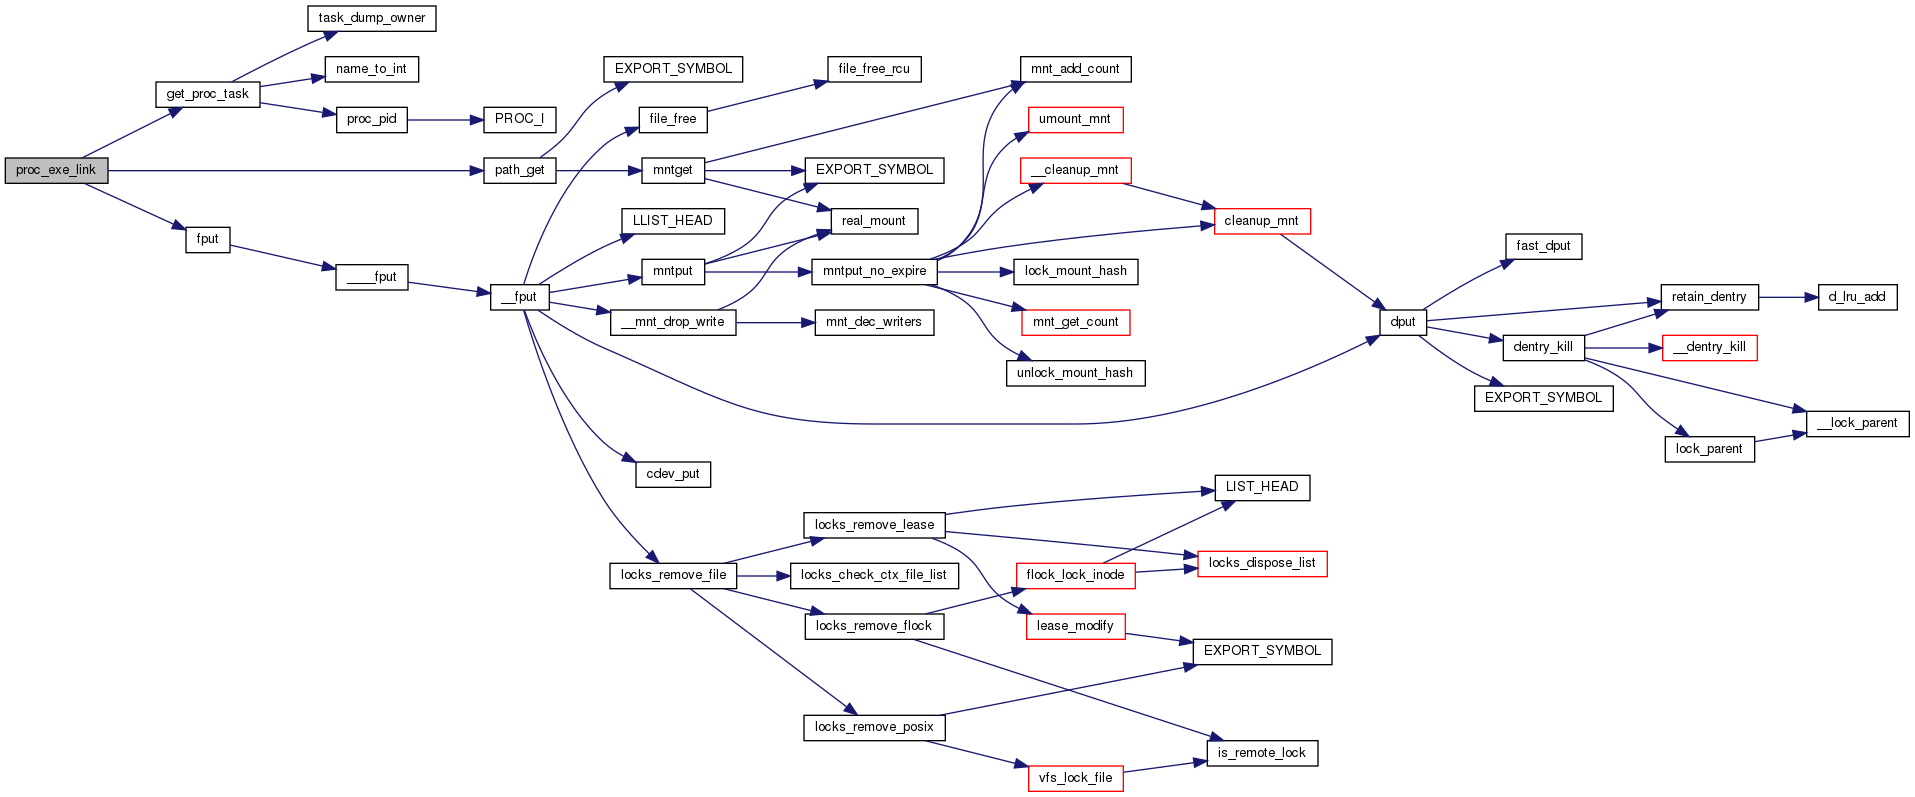 task_dump_owner
name_to_int
EXPORT_SYMBOL
file_free_rcu
mnt_add_count
get_proc_task
proc_pid
PROC_I
file_free
umount_mnt
proc_exe_link
path_get
mntget
EXPORT_SYMBOL
__cleanup_mnt
LLIST_HEAD
real_mount
cleanup_mnt
fput
fast_dput
____fput
mntput
mntput_no_expire
lock_mount_hash
__fput
retain_dentry
d_lru_add
__mnt_drop_write
mnt_dec_writers
mnt_get_count
dput
dentry_kill
__dentry_kill
unlock_mount_hash
EXPORT_SYMBOL
__lock_parent
lock_parent
cdev_put
LIST_HEAD
locks_remove_lease
locks_dispose_list
locks_remove_file
locks_check_ctx_file_list
flock_lock_inode
locks_remove_flock
lease_modify
EXPORT_SYMBOL
locks_remove_posix
is_remote_lock
vfs_lock_file